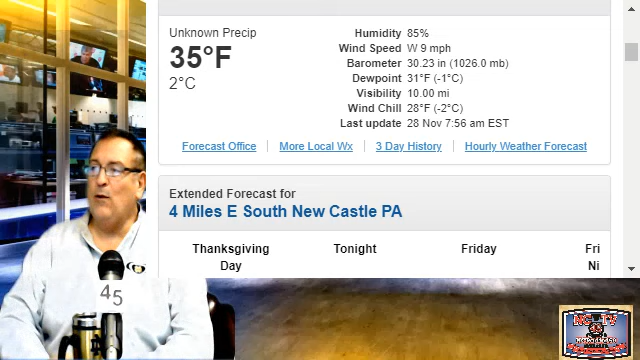 Unknown Precip
35°F
2°C
Humidity 85%
Wind Speed W 9 mph
Barometer 30.23 in (1026.0 mb)
Dewpoint 31°F (-1°C)
Visibility 10.00 mi
Wind Chill 28°F (-2°C)
Last update 28 Nov 7:56 am EST
Forecast Office More Local Wx 3 Day History Hourly Weather Forecast
Extended Forecast for
4 Miles E South New Castle PA
Thanksgiving Tonight Friday Fri
Day Ni
45
NC TV